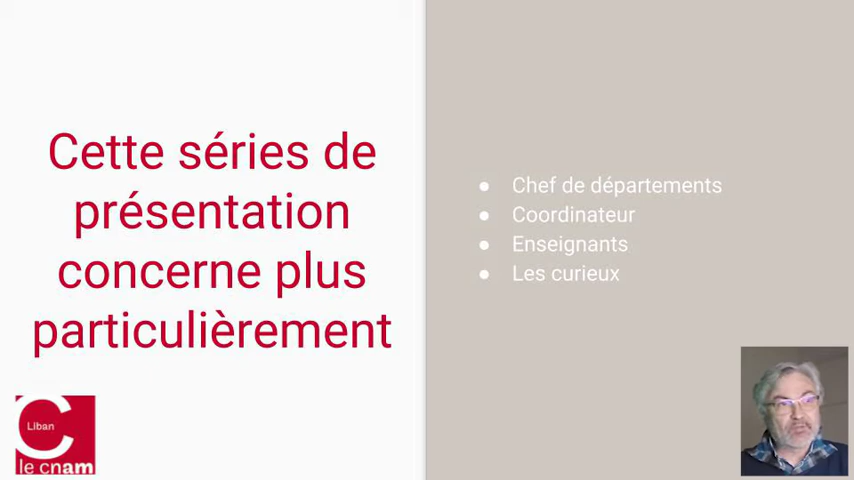 Cette séries de
présentation
concerne plus
particulièrement
Chef de départements
Coordinateur
Enseignants
Les curieux
Liban
le cnam